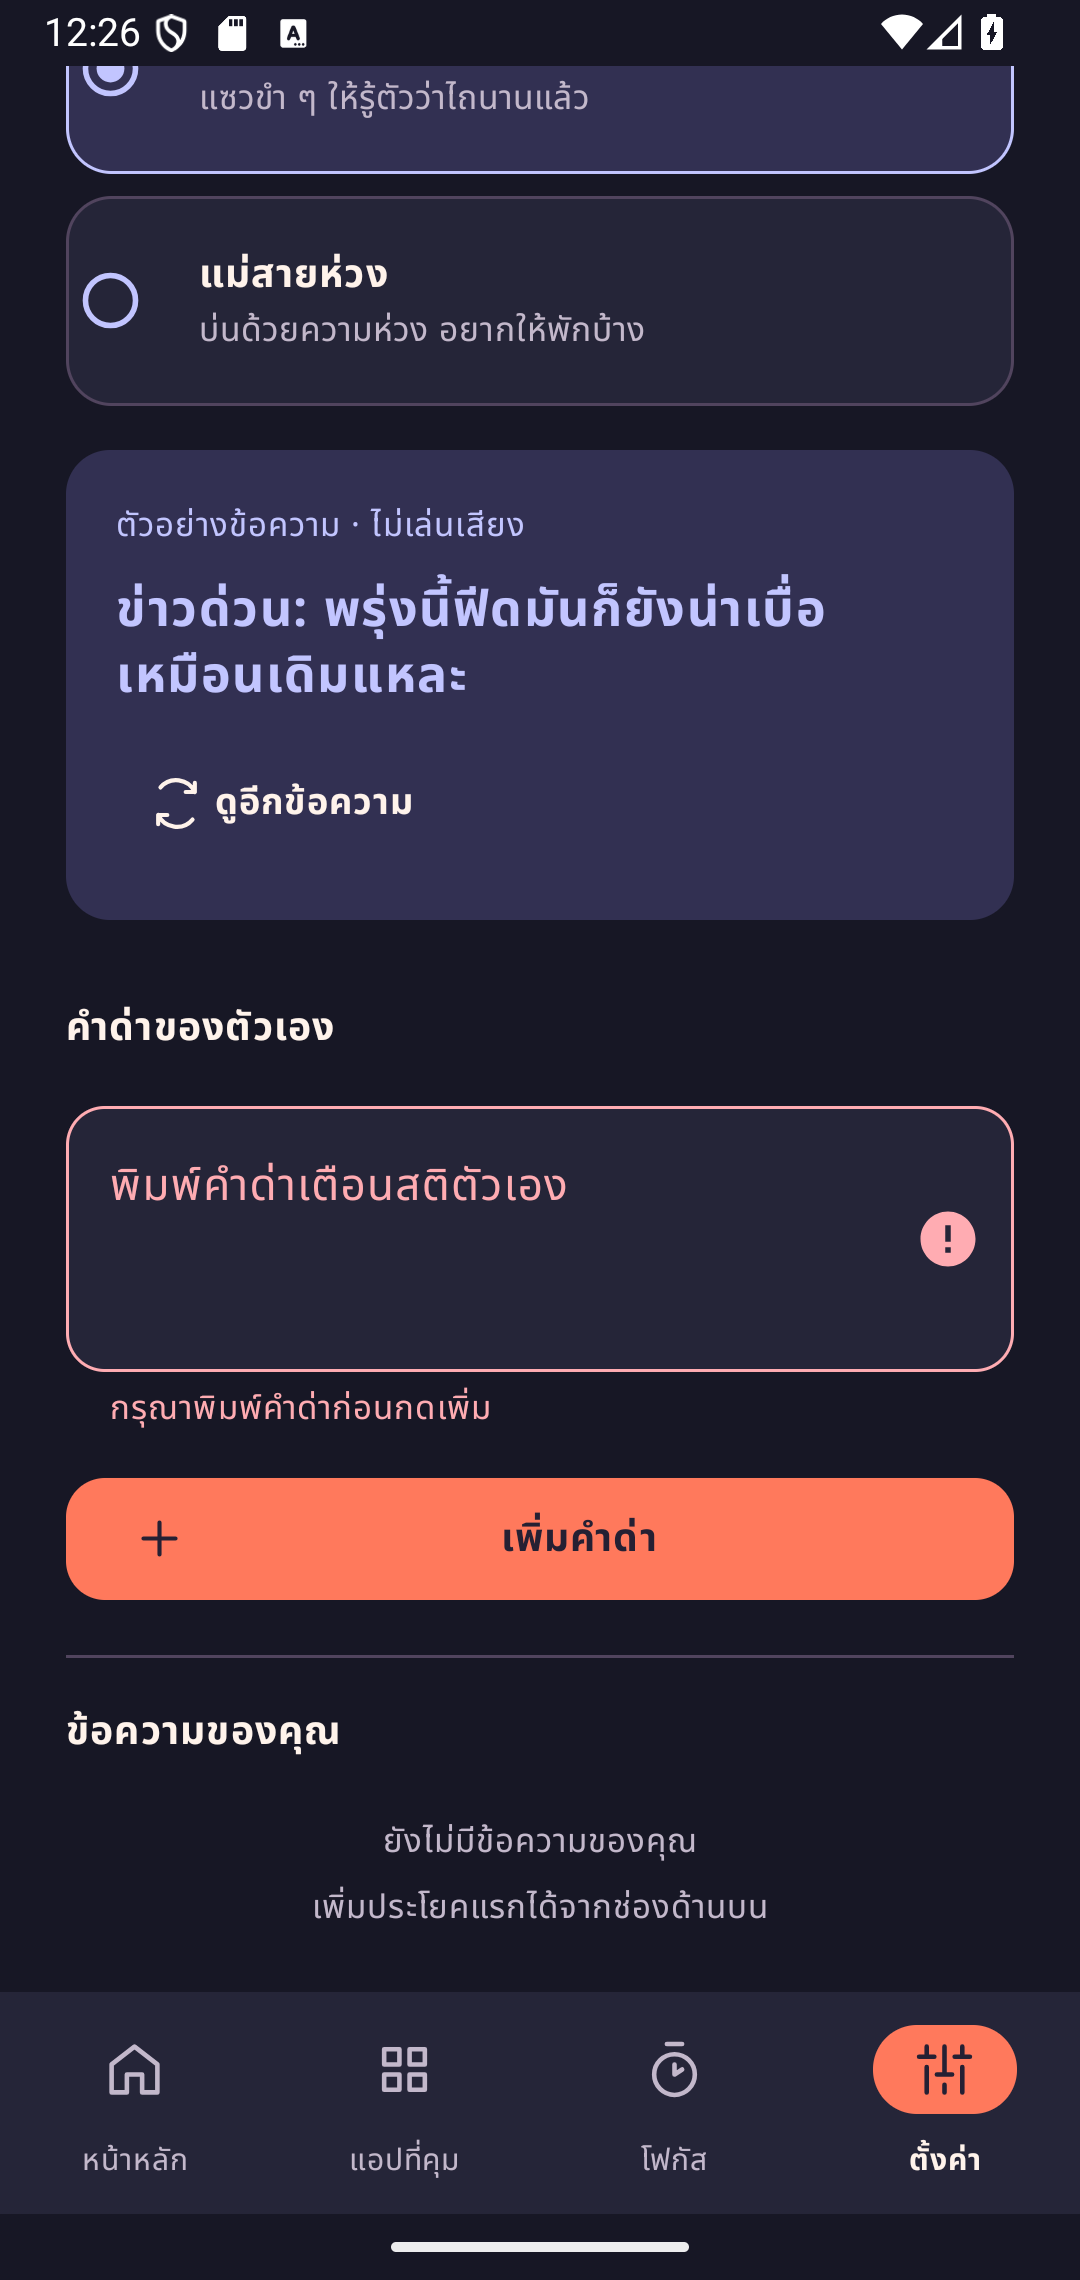 12:26
แซวขำ ๆ ให้รู้ตัวว่าไถนานแล้ว
แม่สายห่วง
บ่นด้วยความห่วง อยากให้พักบ้าง
ตัวอย่างข้อความ · ไม่เล่นเสียง
ข่าวด่วน: พรุ่งนี้ฟีดมันก็ยังน่าเบื่อ
เหมือนเดิมแหละ
ดูอีกข้อความ
คำด่าของตัวเอง
พิมพ์คำด่าเตือนสติตัวเอง
กรุณาพิมพ์คำด่าก่อนกดเพิ่ม
เพิ่มคำด่า
ข้อความของคุณ
ยังไม่มีข้อความของคุณ
เพิ่มประโยคแรกได้จากช่องด้านบน
หน้าหลัก
แอปที่คุม
โฟกัส
ตั้งค่า